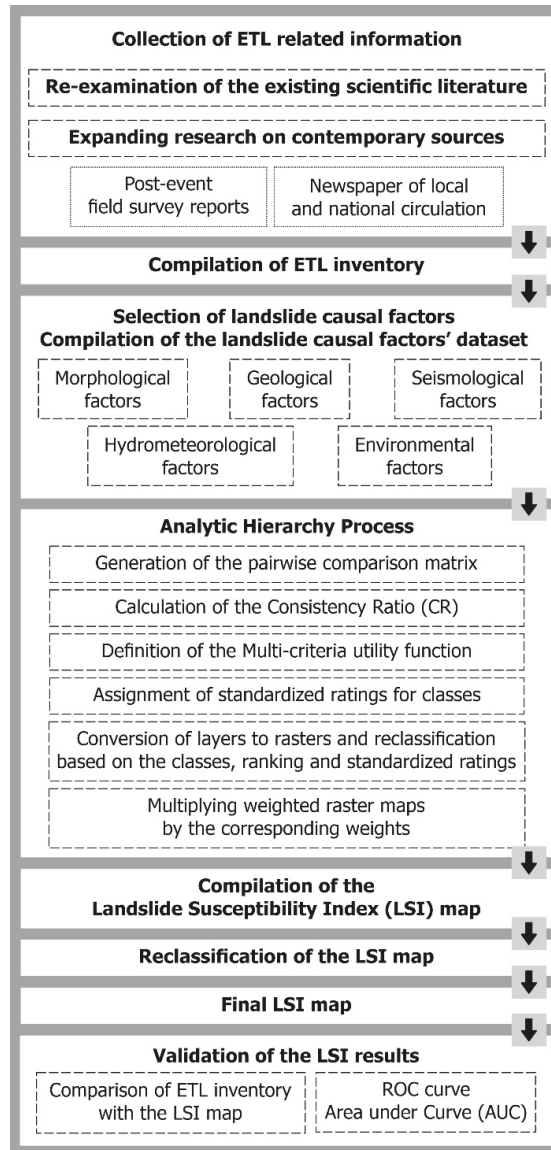 Collection of ETL related information
Re-examination of the existing scientific literature
Expanding research on contemporary sources
Post-event
field survey reports
Newspaper of local
and national circulation
Compilation of ETL inventory
Selection of landslide causal factors
Compilation of the landslide causal factors' dataset
Morphological
factors
Geological
factors
Seismological
factors
Hydrometeorological
factors
Environmental
factors
Analytic Hierarchy Process
Generation of the pairwise comparison matrix
Calculation of the Consistency Ratio (CR)
Definition of the Multi-criteria utility function
Assignment of standardized ratings for classes
Conversion of layers to rasters and reclassification
based on the classes, ranking and standardized ratings
Multiplying weighted raster maps
by the corresponding weights
Compilation of the
Landslide Susceptibility Index (LSI) map
Reclassification of the LSI map
Final LSI map
Validation of the LSI results
Comparison of ETL inventory
with the LSI map
ROC curve
Area under Curve (AUC)